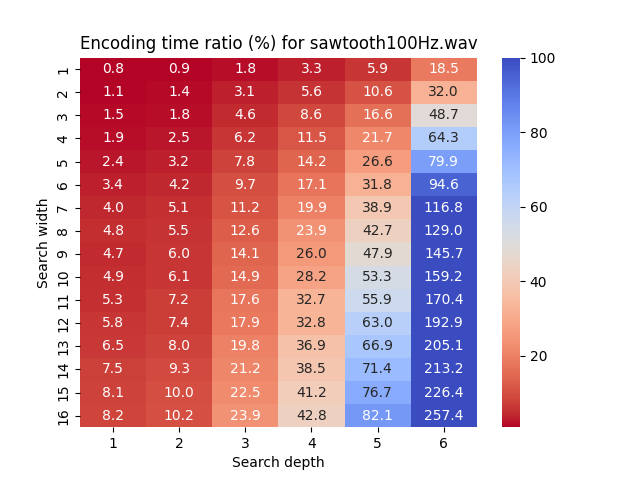 Encoding time ratio (%) for sawtooth100Hz.wav
1 0.8 0.9 1.8 3.3 5.9 18.5
2 1.1 1.4 3.1 5.6 10.6 32.0
3 1.5 1.8 4.6 8.6 16.6 48.7
4 1.9 2.5 6.2 11.5 21.7 64.3
5 2.4 3.2 7.8 14.2 26.6 79.9
6 3.4 4.2 9.7 17.1 31.8 94.6
7 4.0 5.1 11.2 19.9 38.9 116.8
8 4.8 5.5 12.6 23.9 42.7 129.0
9 4.7 6.0 14.1 26.0 47.9 145.7
10 4.9 6.1 14.9 28.2 53.3 159.2
11 5.3 7.2 17.6 32.7 55.9 170.4
12 5.8 7.4 17.9 32.8 63.0 192.9
13 6.5 8.0 19.8 36.9 66.9 205.1
14 7.5 9.3 21.2 38.5 71.4 213.2
15 8.1 10.0 22.5 41.2 76.7 226.4
16 8.2 10.2 23.9 42.8 82.1 257.4
1 2 3 4 5 6
Search depth
Search width
100
80
60
40
20